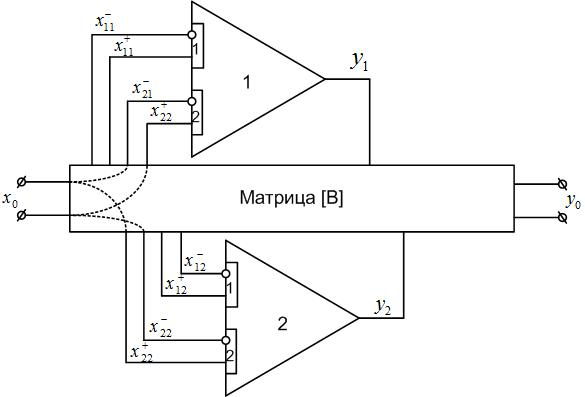 x₁₁⁻
x₁₁⁺
1
y₁
x₂₁⁻
x₂₂⁺
1
2
x₀
Матрица [В]
y₀
x₁₂⁻
x₁₂⁺
1
y₂
x₂₂⁻
2
x₂₂⁺
2